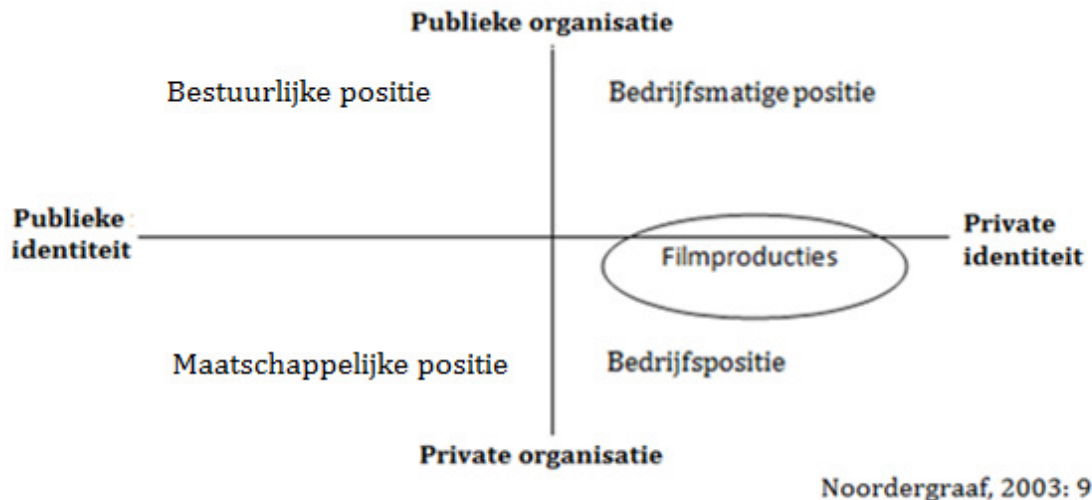 Publieke organisatie
Bestuurlijke positie
Bedrijfsmatige positie
Publieke
identiteit
Private
identiteit
Filmproducties
Maatschappelijke positie
Bedrijfspositie
Private organisatie
Noordergraaf, 2003: 9